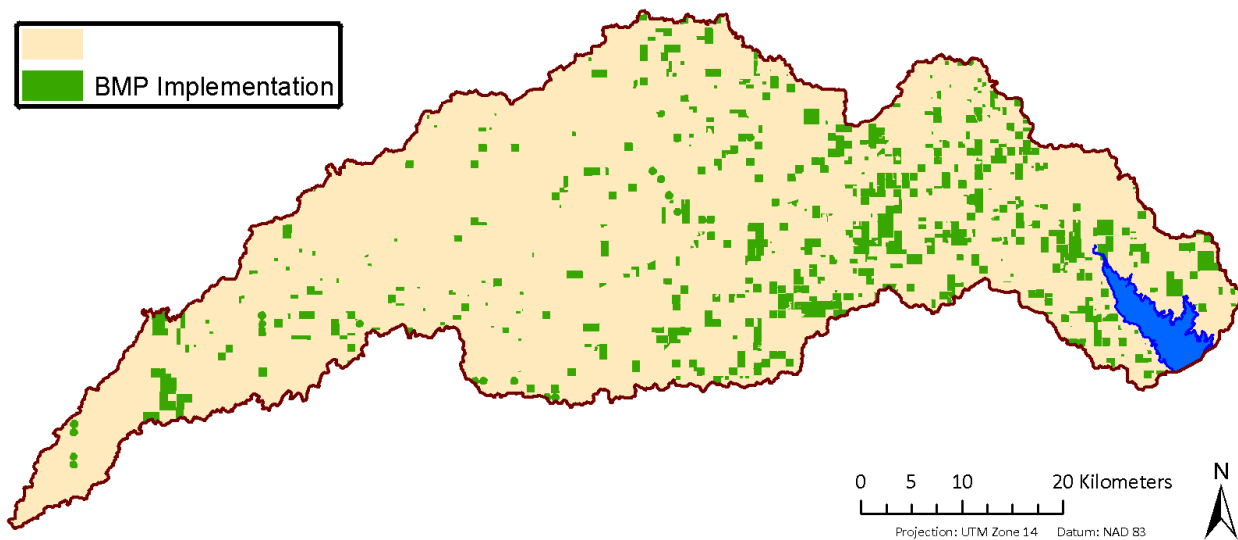 BMP Implementation
0 5 10 20 Kilometers
Projection: UTM Zone 14 Datum: NAD 83
N